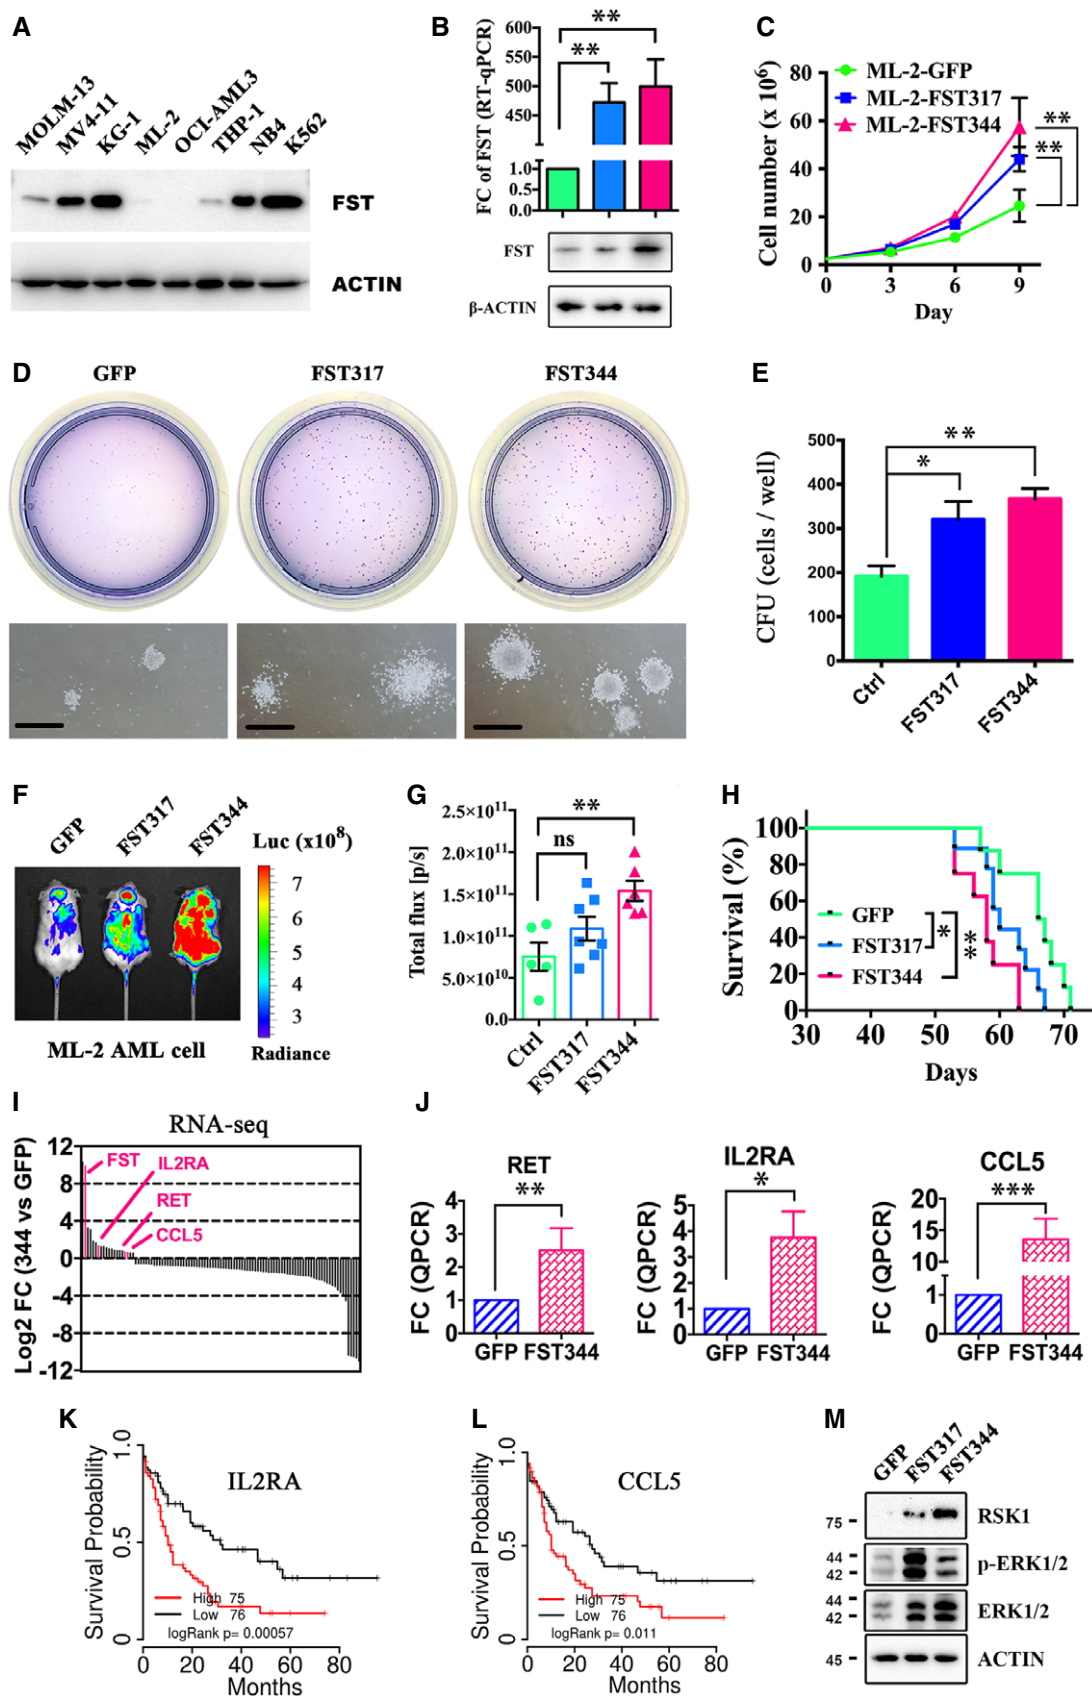 A
MOLM-13
MV4-11
KG-1
ML-2
OCI-AML3
THP-1
NB4
K562
FST
ACTIN
B
FC of FST (RT-qPCR)
600
550
500
450
1.0
0.5
0.0
**
**
FST
β-ACTIN
C
Cell number (x 10⁶)
80
60
40
20
0
ML-2-GFP
ML-2-FST317
ML-2-FST344
**
**
0 3 6 9
Day
D
GFP FST317 FST344
E
CFU (cells / well)
500
400
300
200
100
0
*
**
Ctrl
FST317
FST344
F
GFP
FST317
FST344
Luc (x10⁸)
7
6
5
4
3
Radiance
ML-2 AML cell
G
Total flux [p/s]
2.5×10¹¹
2.0×10¹¹
1.5×10¹¹
1.0×10¹¹
5.0×10¹⁰
0.0
**
ns
Ctrl
FST317
FST344
H
Survival (%)
100
80
60
40
20
0
GFP
FST317
FST344
*
**
30 40 50 60 70
Days
I
RNA-seq
Log2 FC (344 vs GFP)
12
8
4
0
-4
-8
-12
FST
IL2RA
RET
CCL5
J
RET
FC (QPCR)
4
3
2
1
0
**
GFP FST344
IL2RA
FC (QPCR)
5
4
3
2
1
0
*
GFP FST344
CCL5
FC (QPCR)
20
15
10
1
0
***
GFP FST344
K
Survival Probability
1.0
0.5
0
IL2RA
High 75
Low 76
logRank p= 0.00057
0 20 40 60 80
Months
L
Survival Probability
1.0
0.5
0
CCL5
High 75
Low 76
logRank p= 0.011
0 20 40 60 80
Months
M
GFP
FST317
FST344
75
RSK1
44
42
p-ERK1/2
44
42
ERK1/2
45
ACTIN